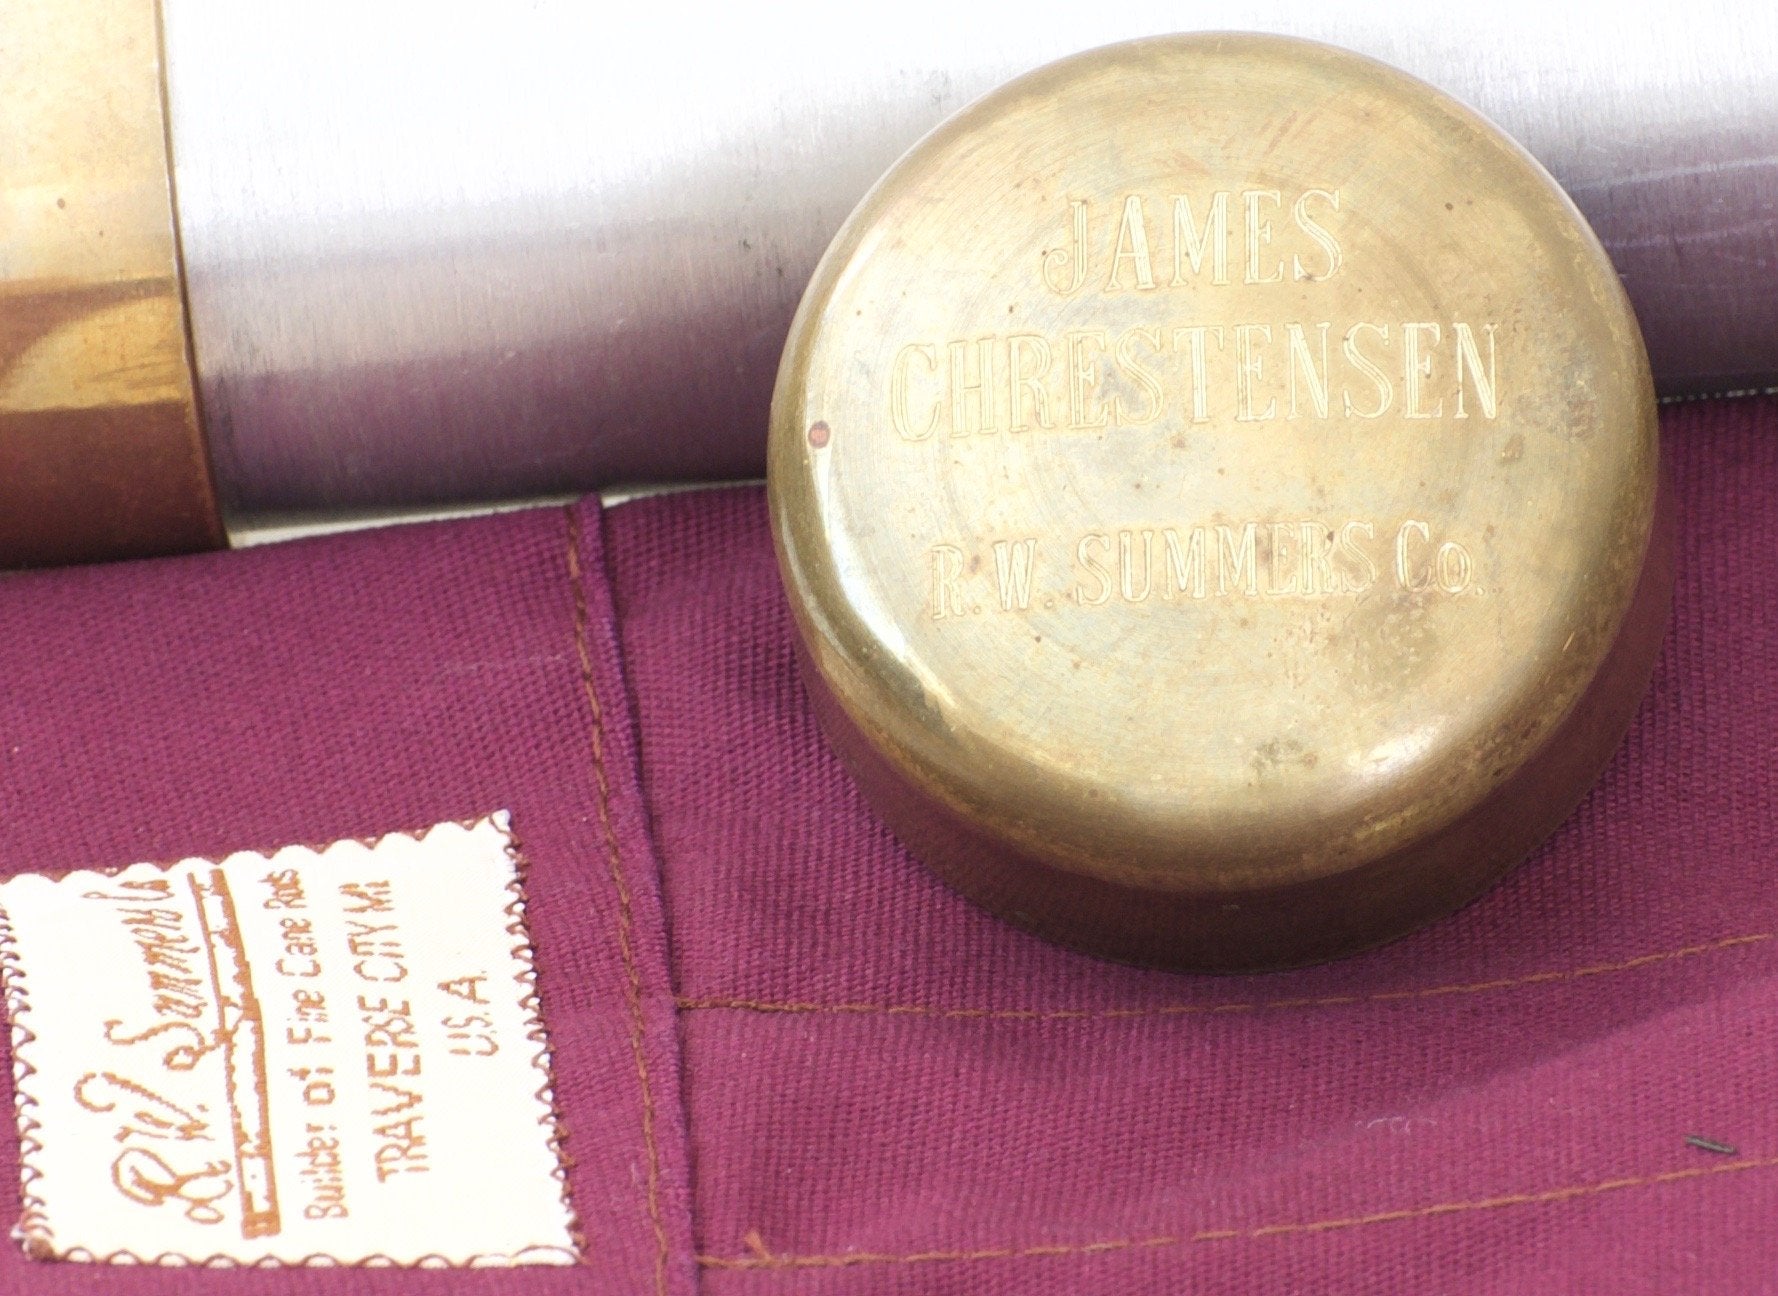 JAMES
CHRESTENSEN
R.W. SUMMERS CO.
R.W. Summers Co
Builder of Fine Cane Rods
TRAVERSE CITY MI
U.S.A.